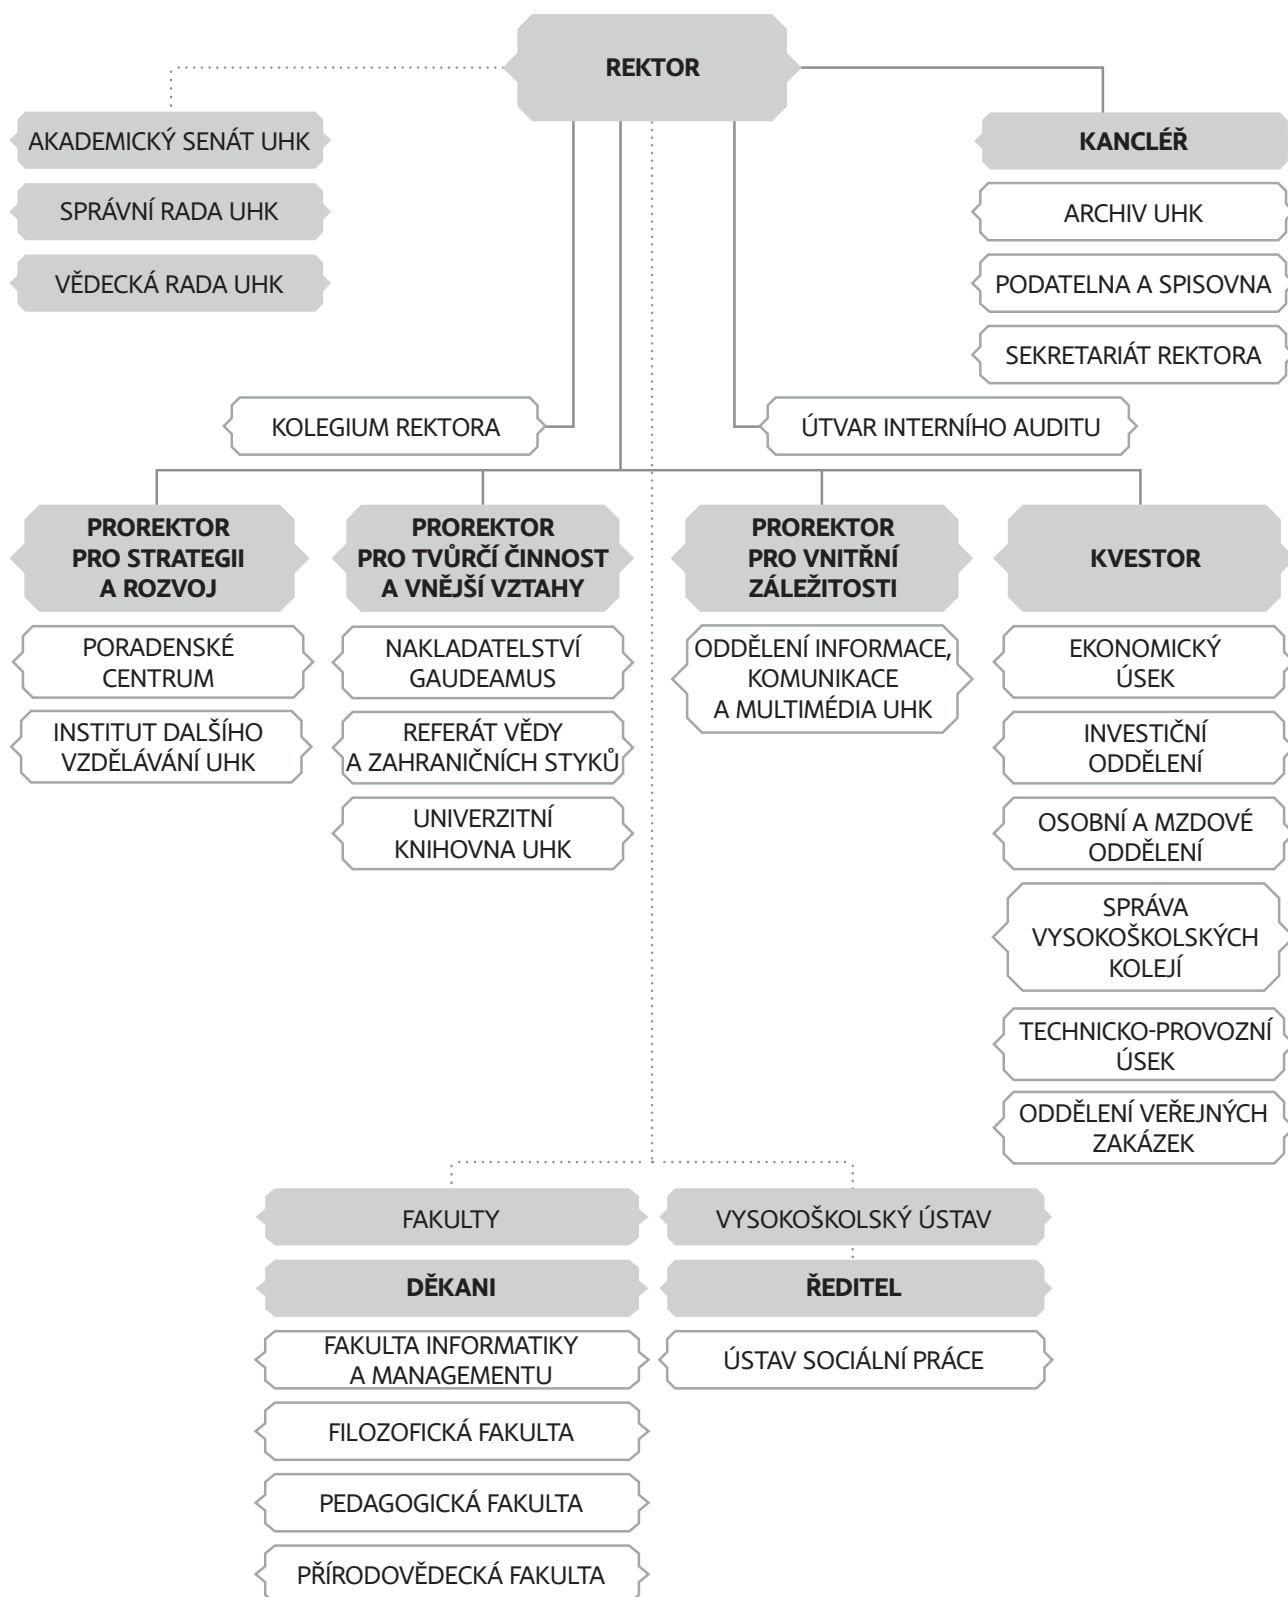 REKTOR
AKADEMICKÝ SENÁT UHK
SPRÁVNÍ RADA UHK
VĚDECKÁ RADA UHK
KANCLÉŘ
ARCHIV UHK
PODATELNA A SPISOVNA
SEKRETARIÁT REKTORA
KOLEGIUM REKTORA
ÚTVAR INTERNÍHO AUDITU
PROREKTOR
PRO STRATEGII
A ROZVOJ
PORADENSKÉ
CENTRUM
INSTITUT DALŠÍHO
VZDĚLÁVÁNÍ UHK
PROREKTOR
PRO TVŮRČÍ ČINNOST
A VNĚJŠÍ VZTAHY
NAKLADATELSTVÍ
GAUDEAMUS
REFERÁT VĚDY
A ZAHRANIČNÍCH STYKŮ
UNIVERZITNÍ
KNIHOVNA UHK
PROREKTOR
PRO VNITŘNÍ
ZÁLEŽITOSTI
ODDĚLENÍ INFORMACE,
KOMUNIKACE
A MULTIMÉDIA UHK
KVESTOR
EKONOMICKÝ
ÚSEK
INVESTIČNÍ
ODDĚLENÍ
OSOBNÍ A MZDOVÉ
ODDĚLENÍ
SPRÁVA
VYSOKOŠKOLSKÝCH
KOLEJÍ
TECHNICKO-PROVOZNÍ
ÚSEK
ODDĚLENÍ VEŘEJNÝCH
ZAKÁZEK
FAKULTY
DĚKANI
FAKULTA INFORMATIKY
A MANAGEMENTU
FILOZOFICKÁ FAKULTA
PEDAGOGICKÁ FAKULTA
PŘÍRODOVĚDECKÁ FAKULTA
VYSOKOŠKOLSKÝ ÚSTAV
ŘEDITEL
ÚSTAV SOCIÁLNÍ PRÁCE